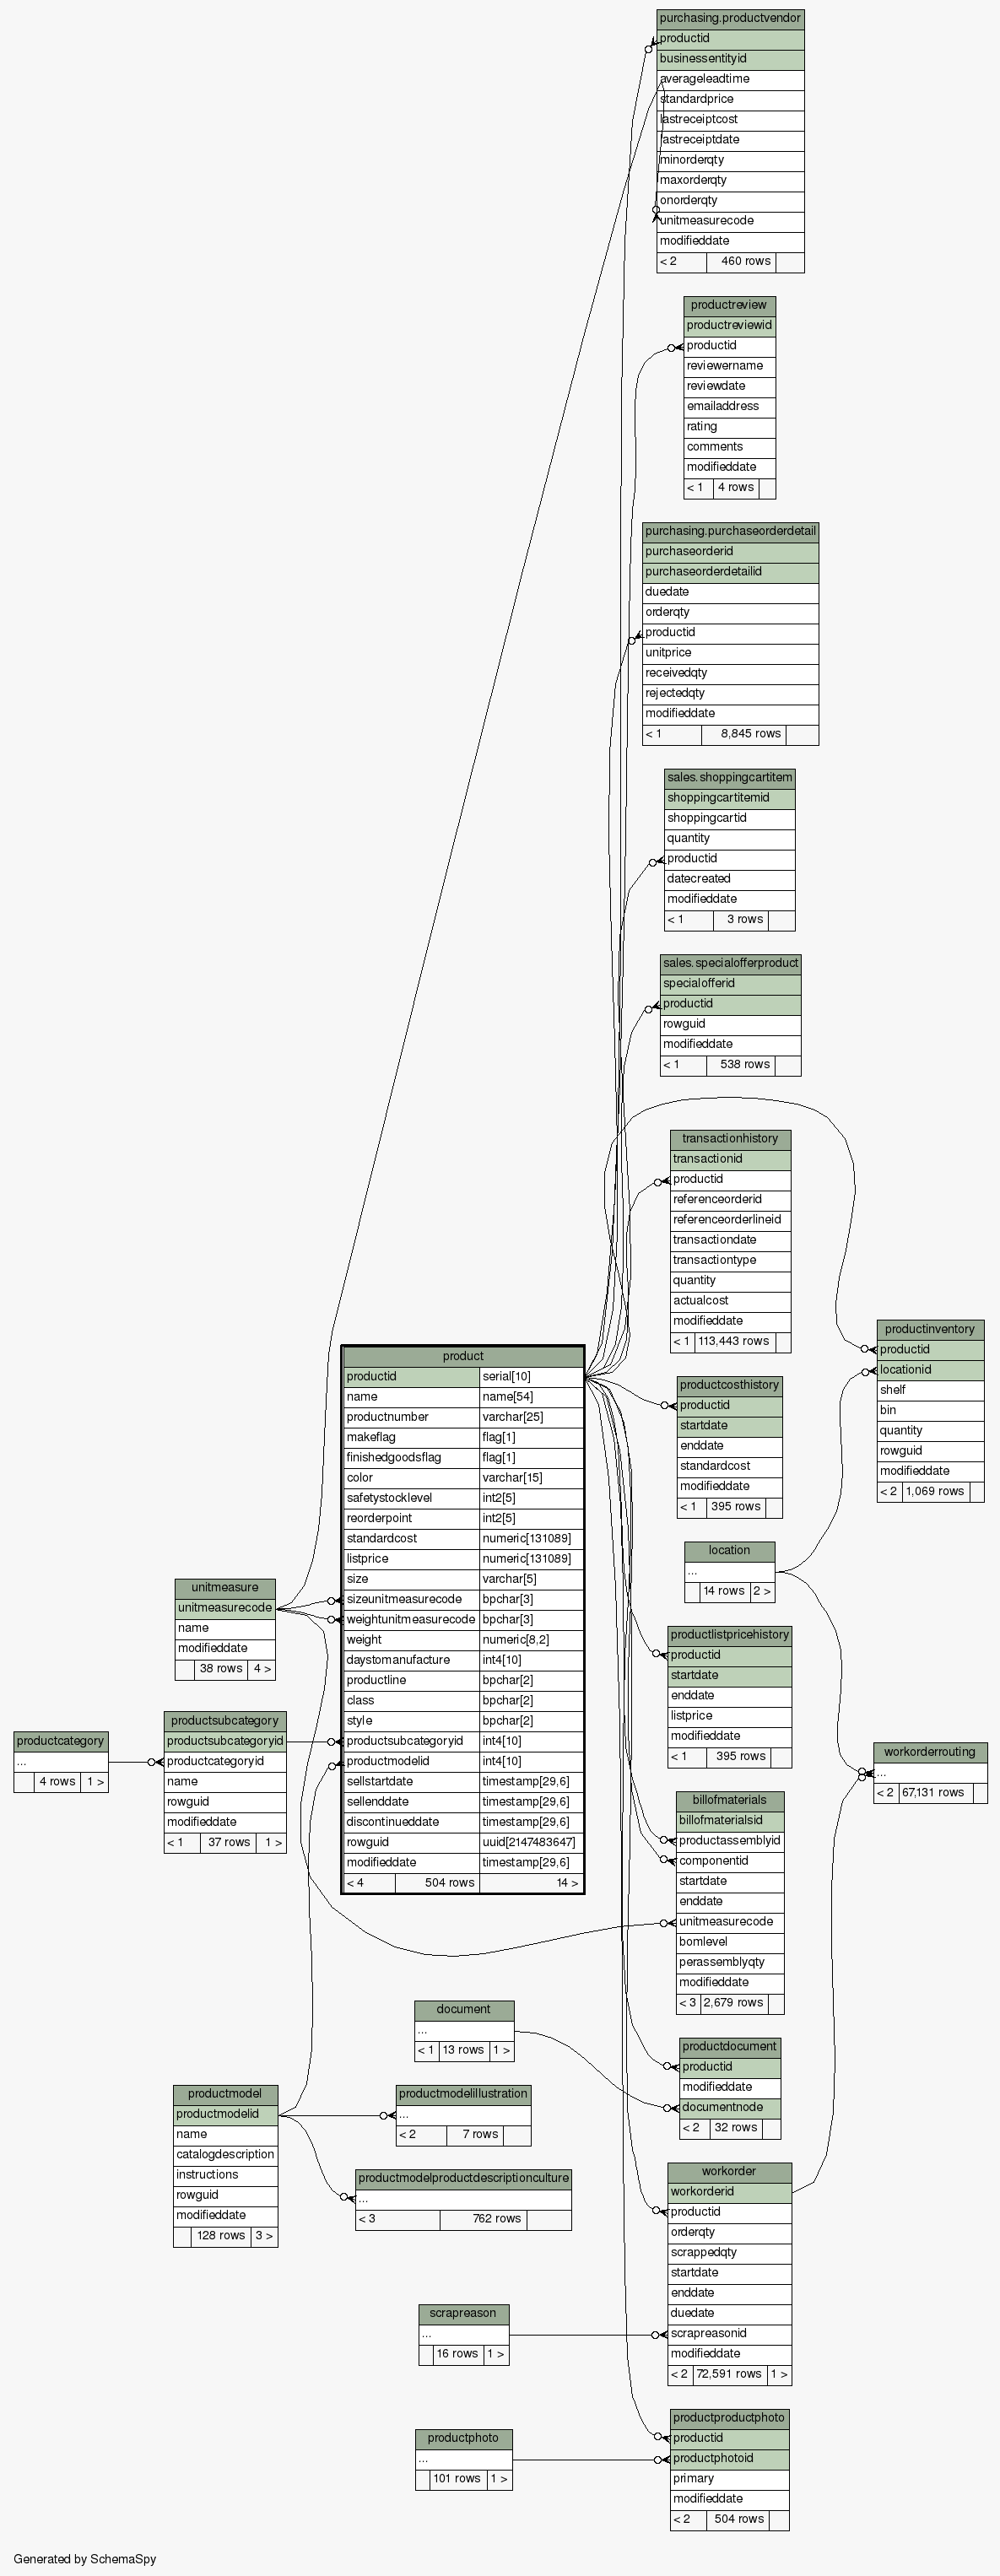 purchasing.productvendor
productid
businessentityid
averageleadtime
standardprice
lastreceiptcost
lastreceiptdate
minorderqty
maxorderqty
onorderqty
unitmeasurecode
modifieddate
< 2 460 rows
productreview
productreviewid
productid
reviewername
reviewdate
emailaddress
rating
comments
modifieddate
< 1 4 rows
purchasing.purchaseorderdetail
purchaseorderid
purchaseorderdetailid
duedate
orderqty
productid
unitprice
receivedqty
rejectedqty
modifieddate
< 1 8,845 rows
sales.shoppingcartitem
shoppingcartitemid
shoppingcartid
quantity
productid
datecreated
modifieddate
< 1 3 rows
sales.specialofferproduct
specialofferid
productid
rowguid
modifieddate
< 1 538 rows
transactionhistory
transactionid
productid
referenceorderid
referenceorderlineid
transactiondate
transactiontype
quantity
actualcost
modifieddate
< 1 113,443 rows
productinventory
productid
locationid
shelf
bin
quantity
rowguid
modifieddate
< 2 1,069 rows
product
productid serial[10]
name name[54]
productnumber varchar[25]
makeflag flag[1]
finishedgoodsflag flag[1]
color varchar[15]
safetystocklevel int2[5]
reorderpoint int2[5]
standardcost numeric[131089]
listprice numeric[131089]
size varchar[5]
sizeunitmeasurecode bpchar[3]
weightunitmeasurecode bpchar[3]
weight numeric[8,2]
daystomanufacture int4[10]
productline bpchar[2]
class bpchar[2]
style bpchar[2]
productsubcategoryid int4[10]
productmodelid int4[10]
sellstartdate timestamp[29,6]
sellenddate timestamp[29,6]
discontinueddate timestamp[29,6]
rowguid uuid[2147483647]
modifieddate timestamp[29,6]
< 4 504 rows 14 >
productcosthistory
productid
startdate
enddate
standardcost
modifieddate
< 1 395 rows
location
...
14 rows 2 >
unitmeasure
unitmeasurecode
name
modifieddate
38 rows 4 >
productlistpricehistory
productid
startdate
enddate
listprice
modifieddate
< 1 395 rows
productcategory
...
4 rows 1 >
productsubcategory
productsubcategoryid
productcategoryid
name
rowguid
modifieddate
< 1 37 rows 1 >
workorderrouting
...
< 2 67,131 rows
billofmaterials
billofmaterialsid
productassemblyid
componentid
startdate
enddate
unitmeasurecode
bomlevel
perassemblyqty
modifieddate
< 3 2,679 rows
document
...
< 1 13 rows 1 >
productdocument
productid
modifieddate
documentnode
< 2 32 rows
productmodel
productmodelid
name
catalogdescription
instructions
rowguid
modifieddate
128 rows 3 >
productmodelillustration
...
< 2 7 rows
productmodelproductdescriptionculture
...
< 3 762 rows
workorder
workorderid
productid
orderqty
scrappedqty
startdate
enddate
duedate
scrapreasonid
modifieddate
< 2 72,591 rows 1 >
scrapreason
...
16 rows 1 >
productproductphoto
productid
productphotoid
primary
modifieddate
< 2 504 rows
productphoto
...
101 rows 1 >
Generated by SchemaSpy